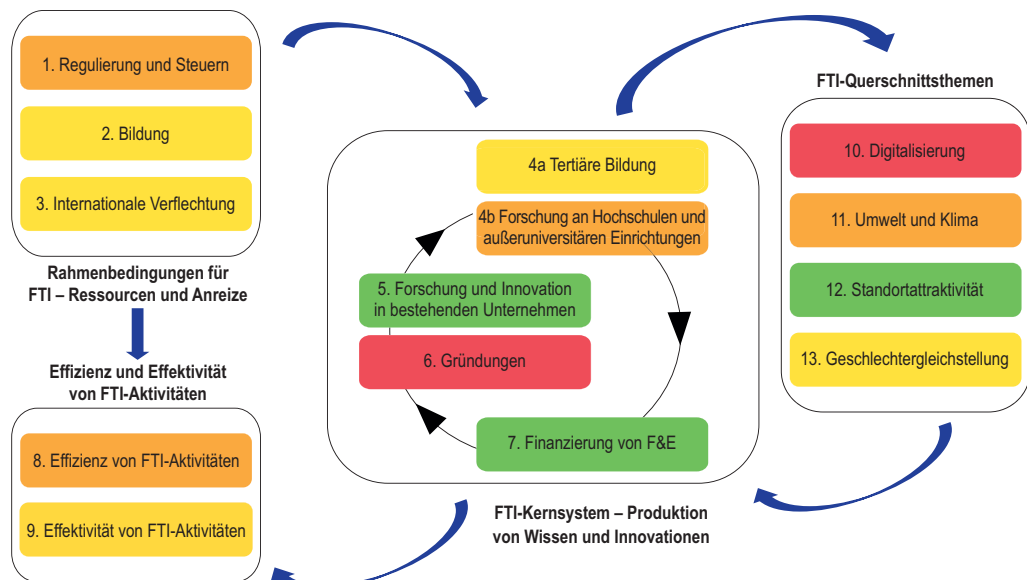 1. Regulierung und Steuern
2. Bildung
3. Internationale Verflechtung
Rahmenbedingungen für
FTI – Ressourcen und Anreize
Effizienz und Effektivität
von FTI-Aktivitäten
8. Effizienz von FTI-Aktivitäten
9. Effektivität von FTI-Aktivitäten
4a Tertiäre Bildung
4b Forschung an Hochschulen und
außeruniversitären Einrichtungen
5. Forschung und Innovation
in bestehenden Unternehmen
6. Gründungen
7. Finanzierung von F&E
FTI-Kernsystem – Produktion
von Wissen und Innovationen
FTI-Querschnittsthemen
10. Digitalisierung
11. Umwelt und Klima
12. Standortattraktivität
13. Geschlechtergleichstellung